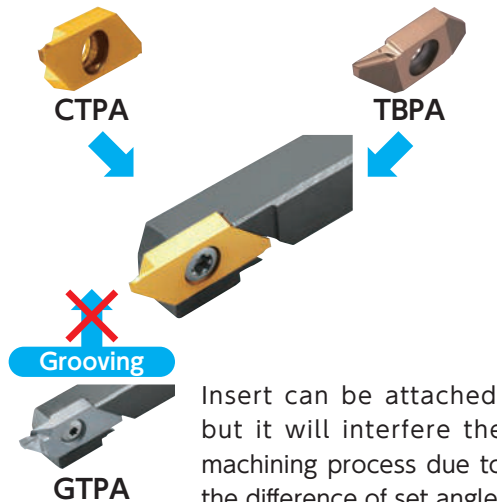 CTPA
TBPA
Grooving
GTPA
Insert can be attached
but it will interfere the
machining process due to
the difference of set angle